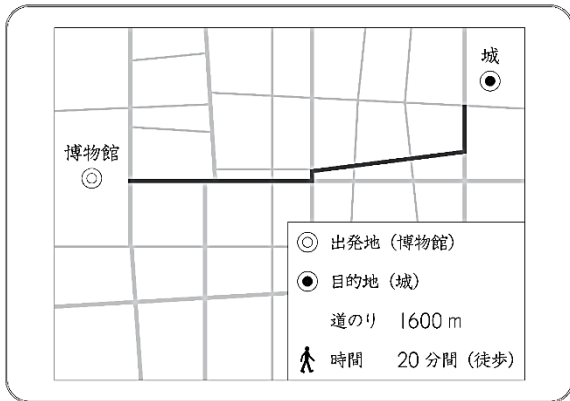 城
博物館
出発地 (博物館)
目的地 (城)
道のり 1600 m
時間 20 分間 (徒歩)